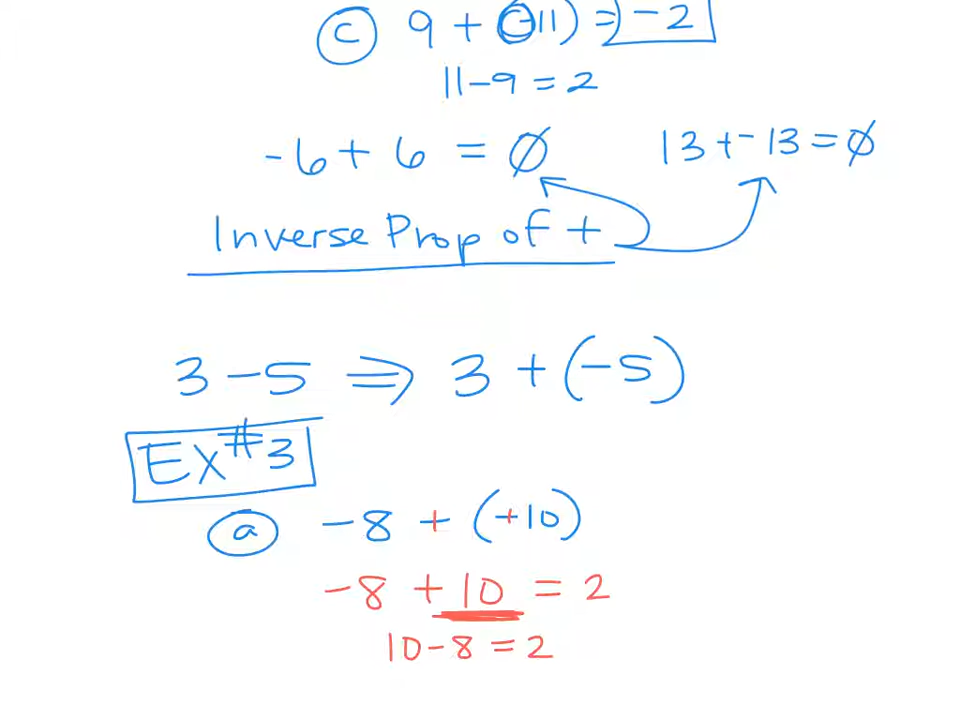 C 9 + (-11) = -2
11-9 = 2
-6 + 6 = Ø
13 + -13 = Ø
Inverse Prop of +
3 - 5 ⇒ 3 + (-5)
Ex #3
a -8 + (+10)
-8 + 10 = 2
10 - 8 = 2